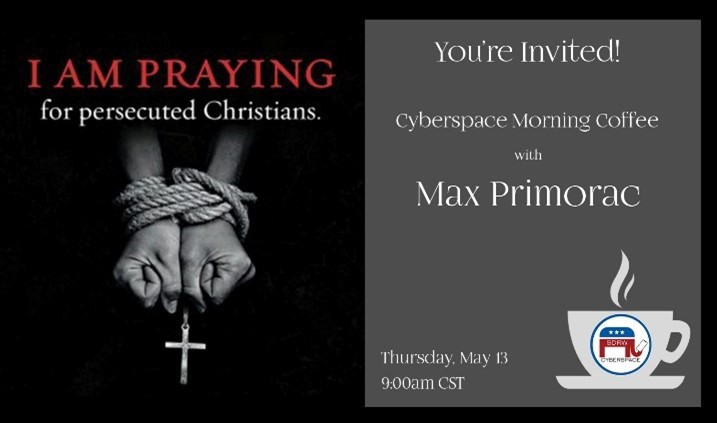 I AM PRAYING
for persecuted Christians.
You're Invited!
Cyberspace Morning Coffee
with
Max Primorac
Thursday, May 13
9:00am CST
SDRW
CYBERSPACE